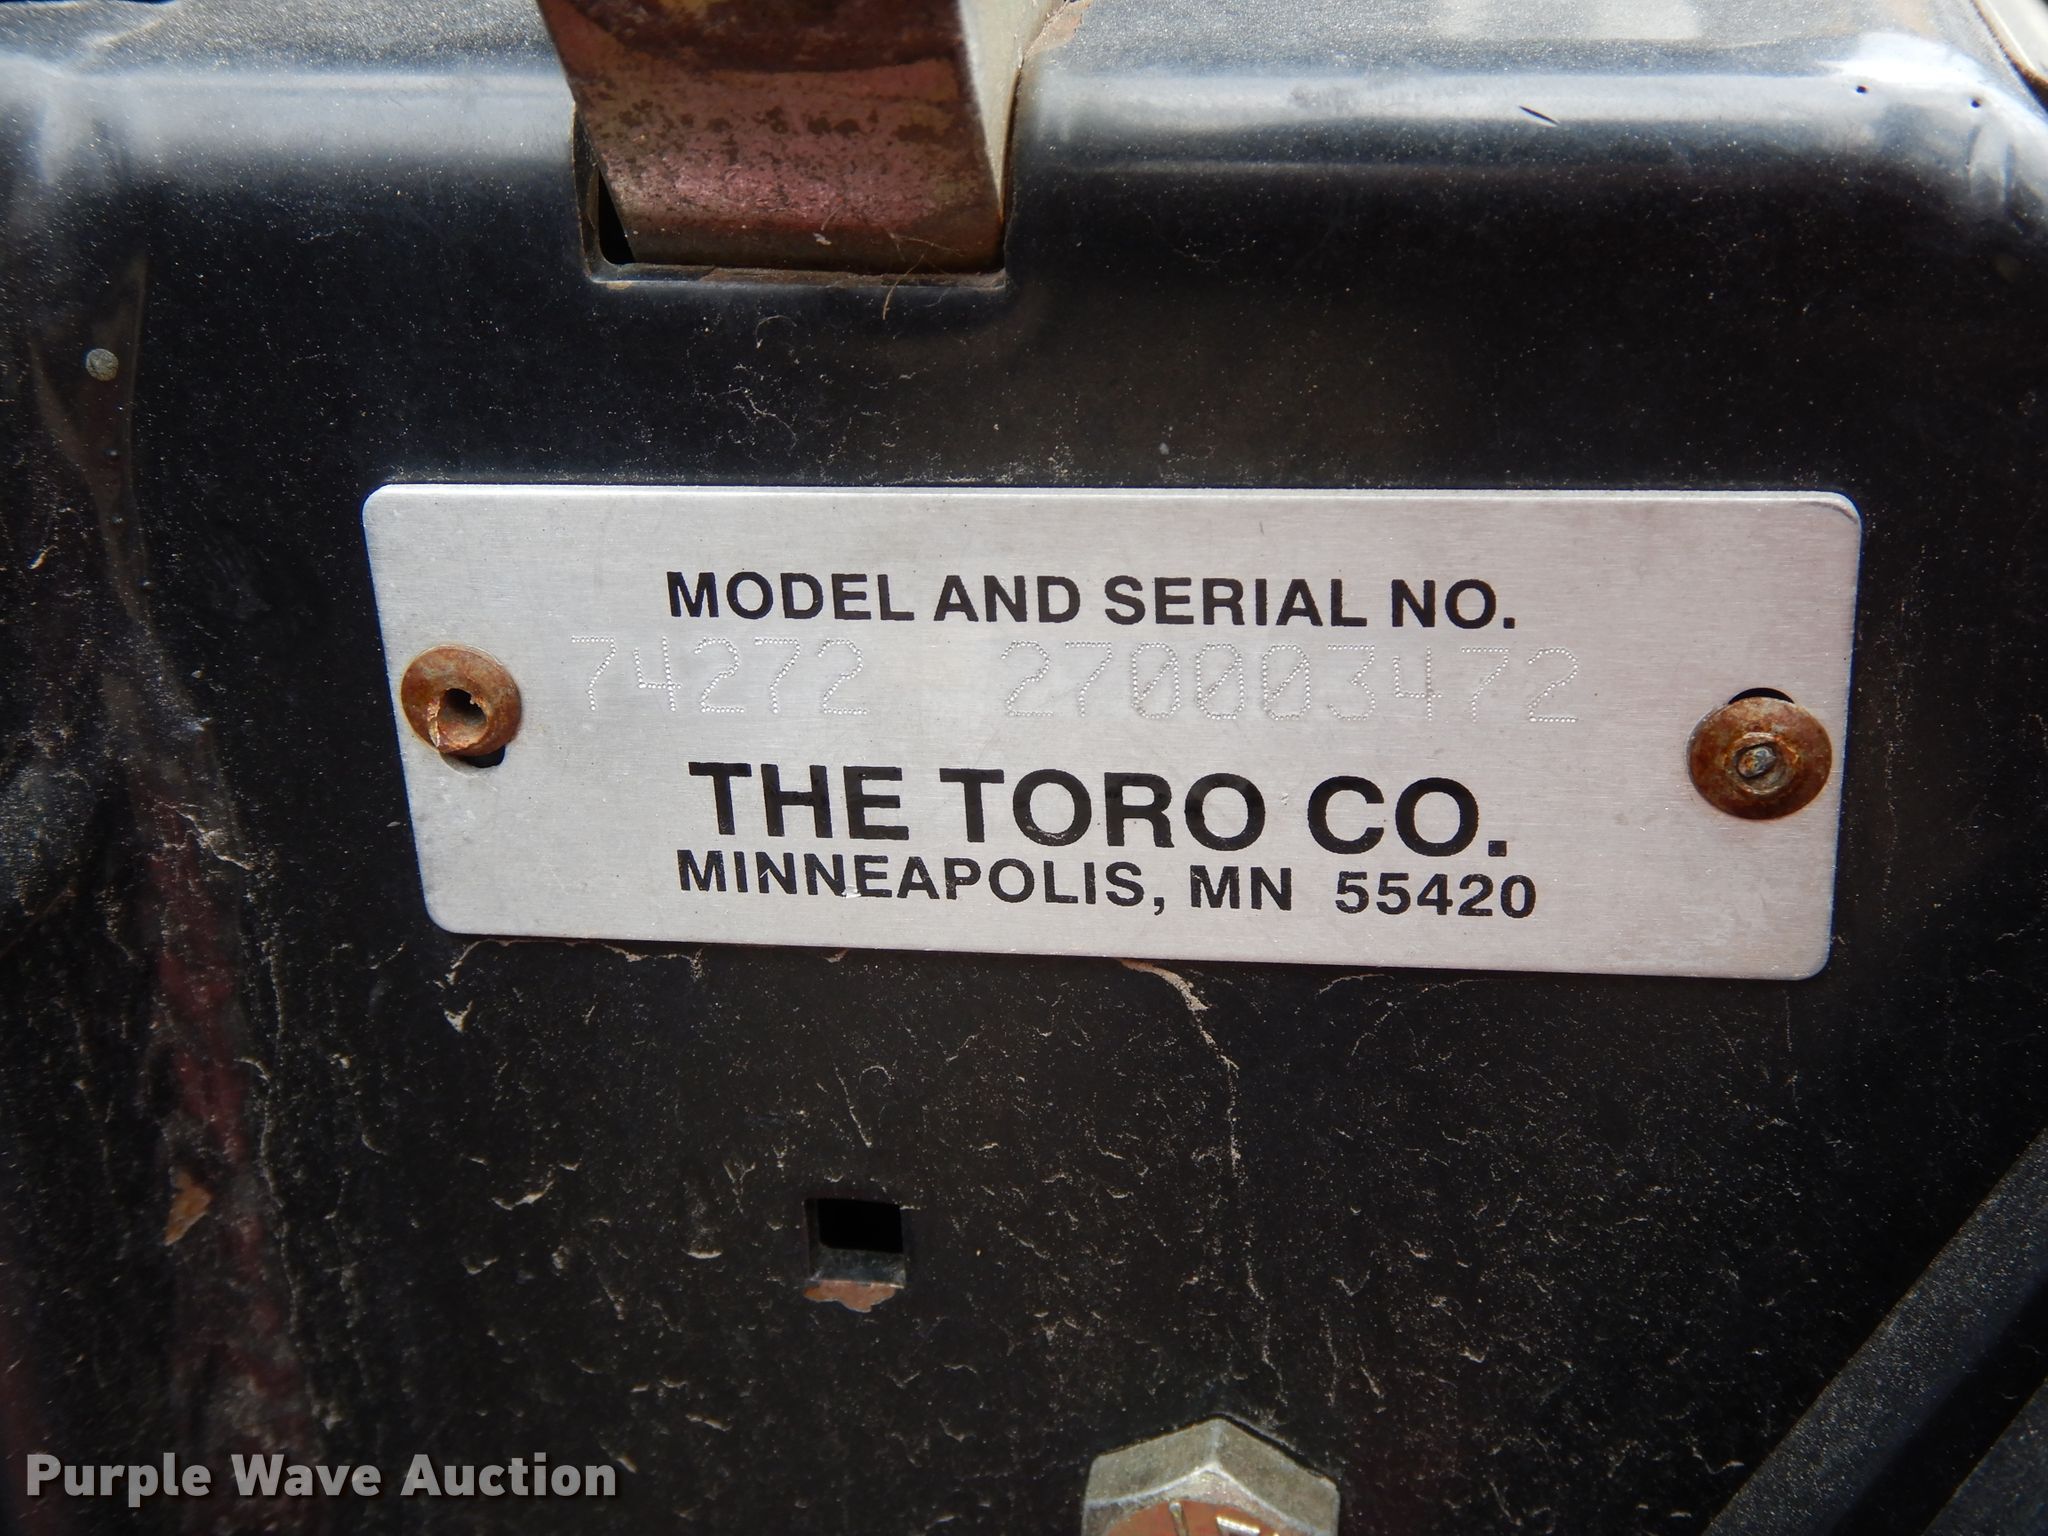 MODEL AND SERIAL NO.
74272 270003472
THE TORO CO.
MINNEAPOLIS, MN 55420
Purple Wave Auction